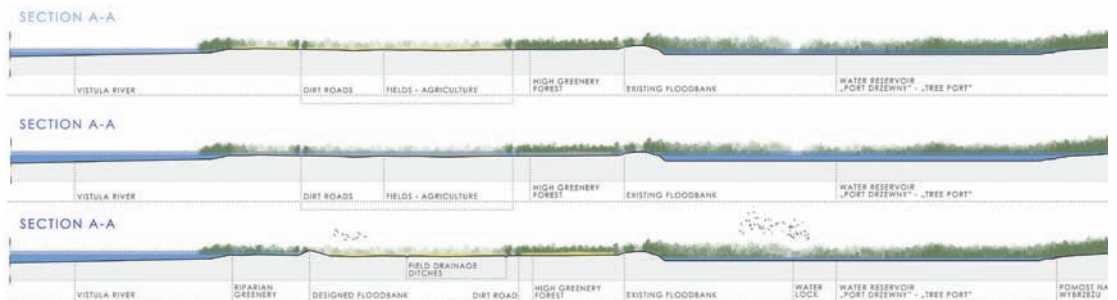 SECTION A-A
VISTULA RIVER
DIRT ROADS
FIELDS - AGRICULTURE
HIGH GREENERY
FOREST
EXISTING FLOODBANK
WATER RESERVOIR
„PORT DRZEWNY" - „TREE PORT"
SECTION A-A
VISTULA RIVER
DIRT ROADS
FIELDS - AGRICULTURE
HIGH GREENERY
FOREST
EXISTING FLOODBANK
WATER RESERVOIR
„PORT DRZEWNY" - „TREE PORT"
SECTION A-A
VISTULA RIVER
RIPARIAN
GREENERY
DESIGNED FLOODBANK
FIELD DRAINAGE
DITCHES
DIRT ROAD
HIGH GREENERY
FOREST
EXISTING FLOODBANK
WATER
LOCK
WATER RESERVOIR
„PORT DRZEWNY" - „TREE PORT"
POMOST NA
WYBRZEŻU